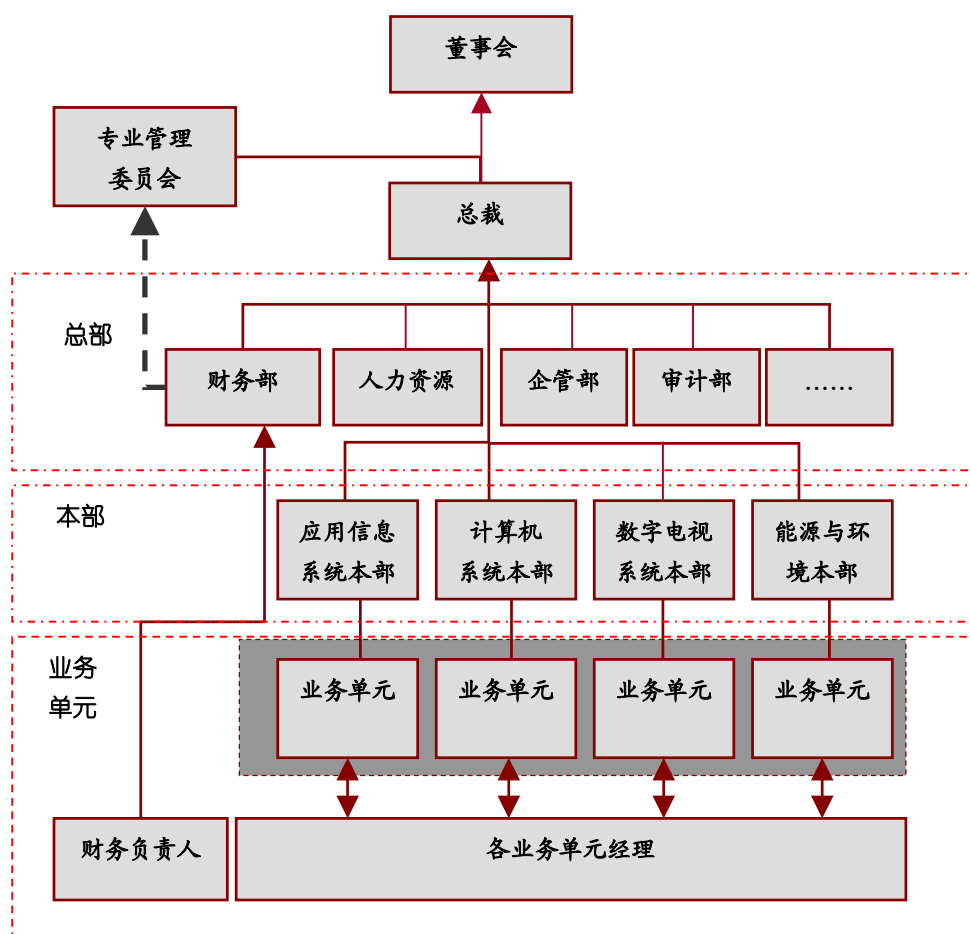 董事会
专业管理
委员会
总裁
总部
财务部
人力资源
企管部
审计部
……
本部
应用信息
系统本部
计算机
系统本部
数字电视
系统本部
能源与环
境本部
业务
单元
业务单元
业务单元
业务单元
业务单元
财务负责人
各业务单元经理